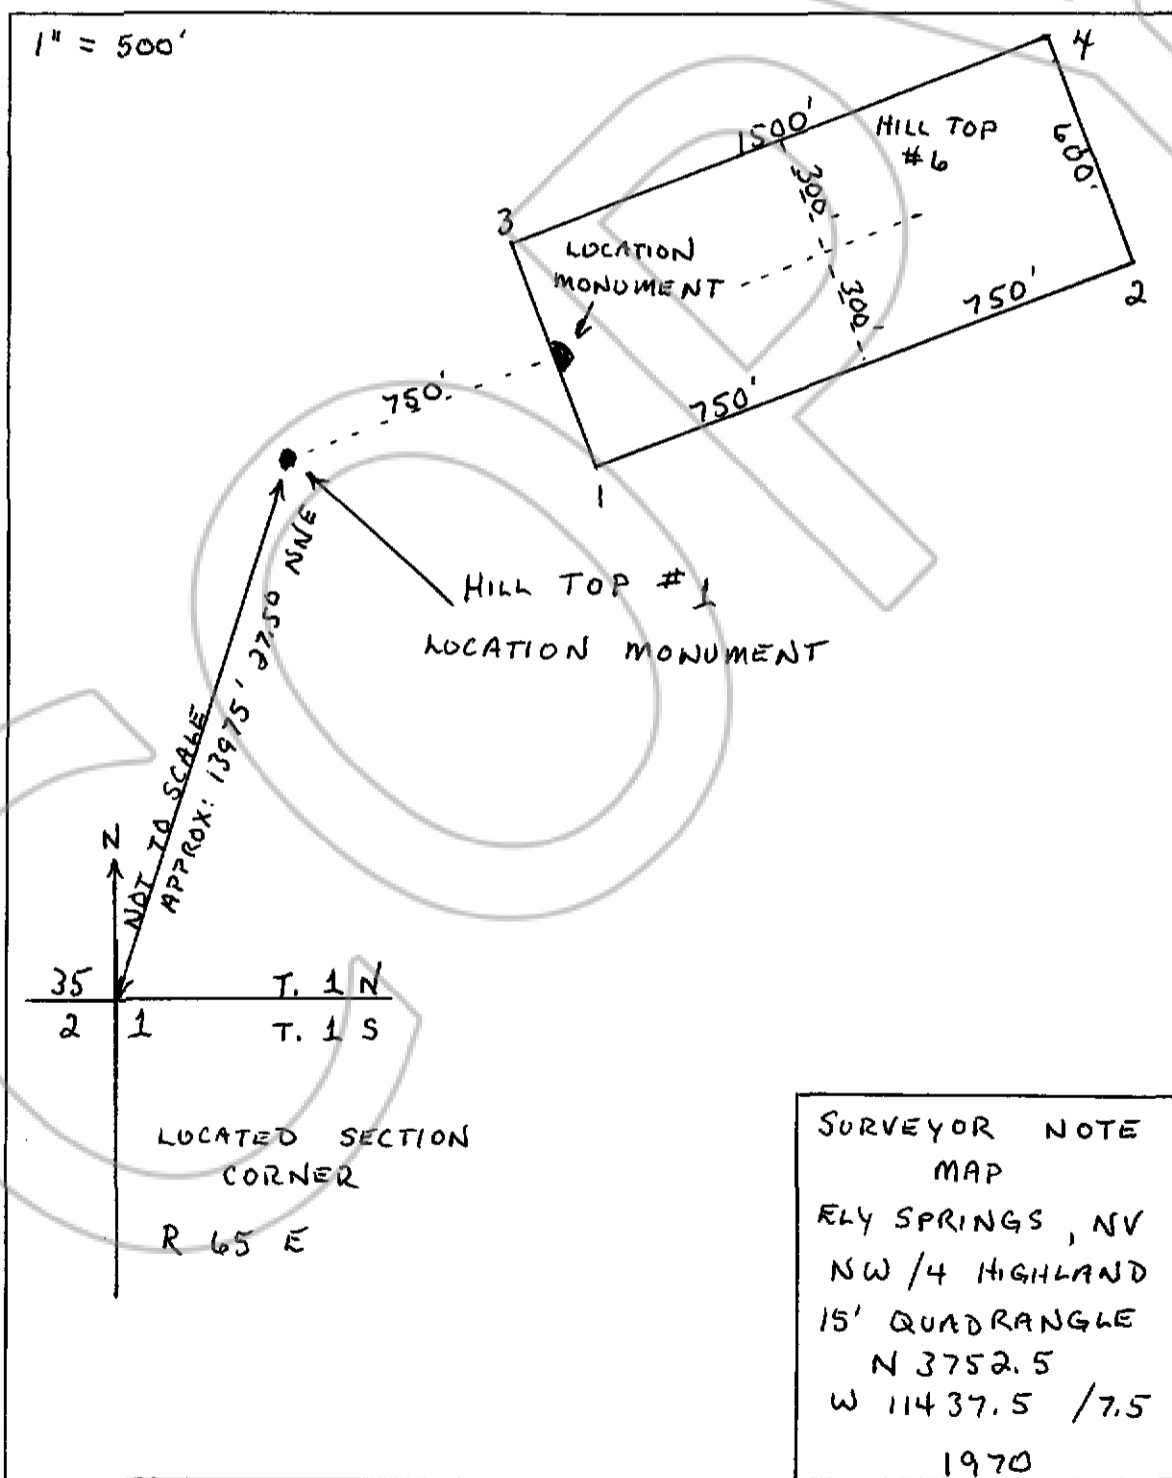 1" = 500'
4
1500'
HILL TOP
#6
600'
300'
3
LOCATION
MONUMENT
300'
750'
2
750'
750'
1
HILL TOP #1
LOCATION MONUMENT
NOT TO SCALE
APPROX: 13975' 27.50 NNE
N
35 T. 1 N
2 1 T. 1 S
LOCATED SECTION
CORNER
R 65 E
SURVEYOR NOTE
MAP
ELY SPRINGS, NV
NW/4 HIGHLAND
15' QUADRANGLE
N 3752.5
W 11437.5 /7.5
1970
COPY